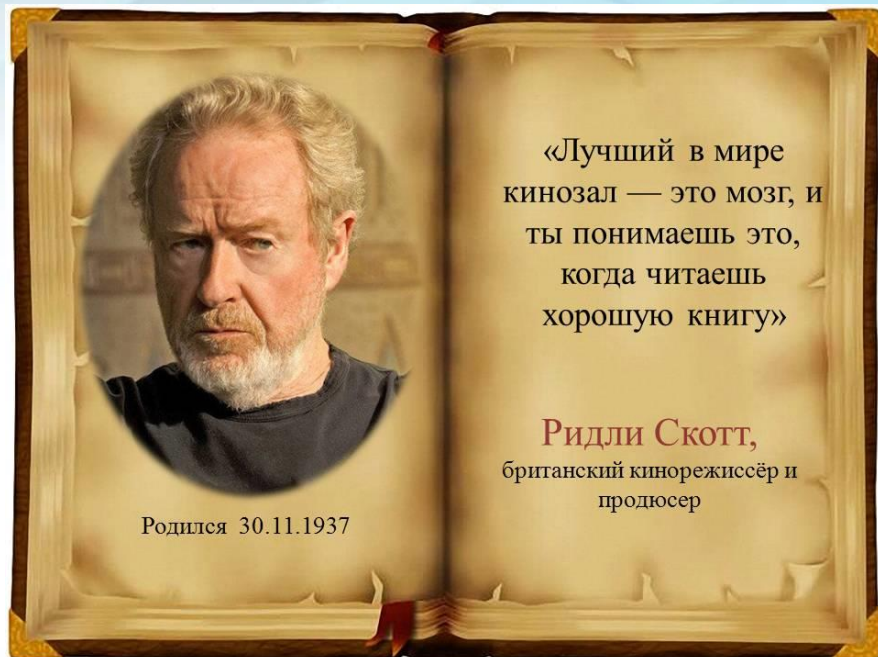 Родился 30.11.1937
«Лучший в мире
кинозал — это мозг, и
ты понимаешь это,
когда читаешь
хорошую книгу»
Ридли Скотт,
британский кинорежиссёр и
продюсер